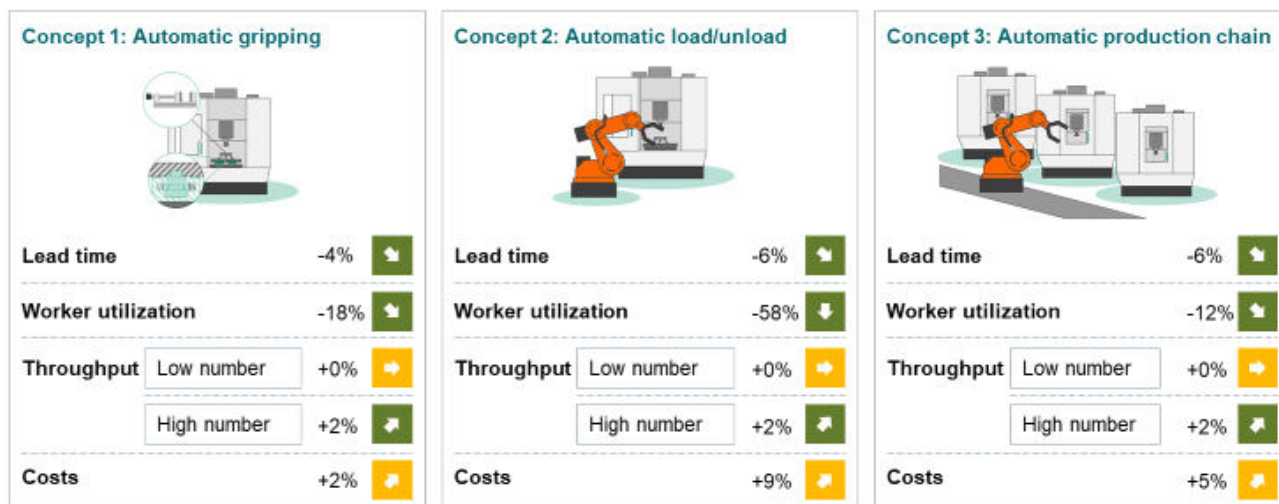 Concept 1: Automatic gripping
Lead time -4%
Worker utilization -18%
Throughput Low number +0%
High number +2%
Costs +2%
Concept 2: Automatic load/unload
Lead time -6%
Worker utilization -58%
Throughput Low number +0%
High number +2%
Costs +9%
Concept 3: Automatic production chain
Lead time -6%
Worker utilization -12%
Throughput Low number +0%
High number +2%
Costs +5%